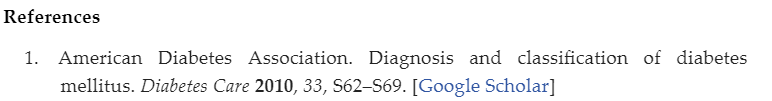 References
1. American Diabetes Association. Diagnosis and classification of diabetes
mellitus. Diabetes Care 2010, 33, S62–S69. [Google Scholar]